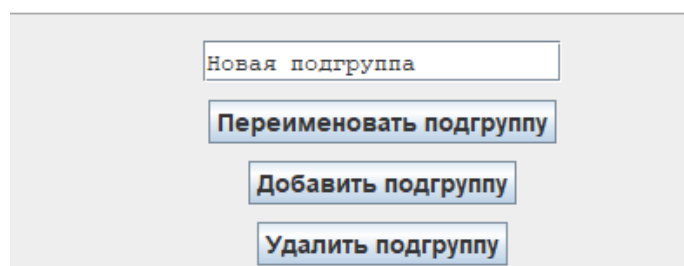 Новая подгруппа
Переименовать подгруппу
Добавить подгруппу
Удалить подгруппу